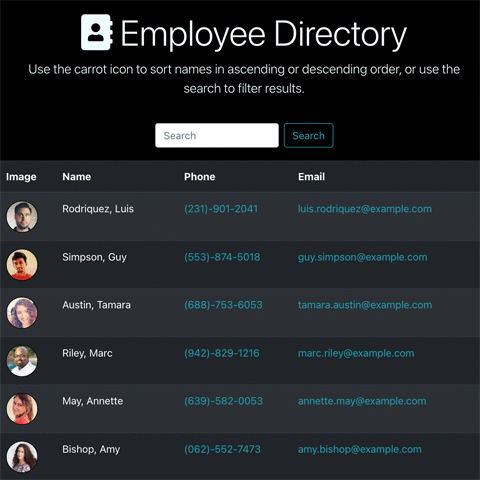 Employee Directory
Use the carrot icon to sort names in ascending or descending order, or use the
search to filter results.
Search Search
Image Name Phone Email
Rodriquez, Luis (231)-901-2041 luis.rodriquez@example.com
Simpson, Guy (553)-874-5018 guy.simpson@example.com
Austin, Tamara (688)-753-6053 tamara.austin@example.com
Riley, Marc (942)-829-1216 marc.riley@example.com
May, Annette (639)-582-0053 annette.may@example.com
Bishop, Amy (062)-552-7473 amy.bishop@example.com